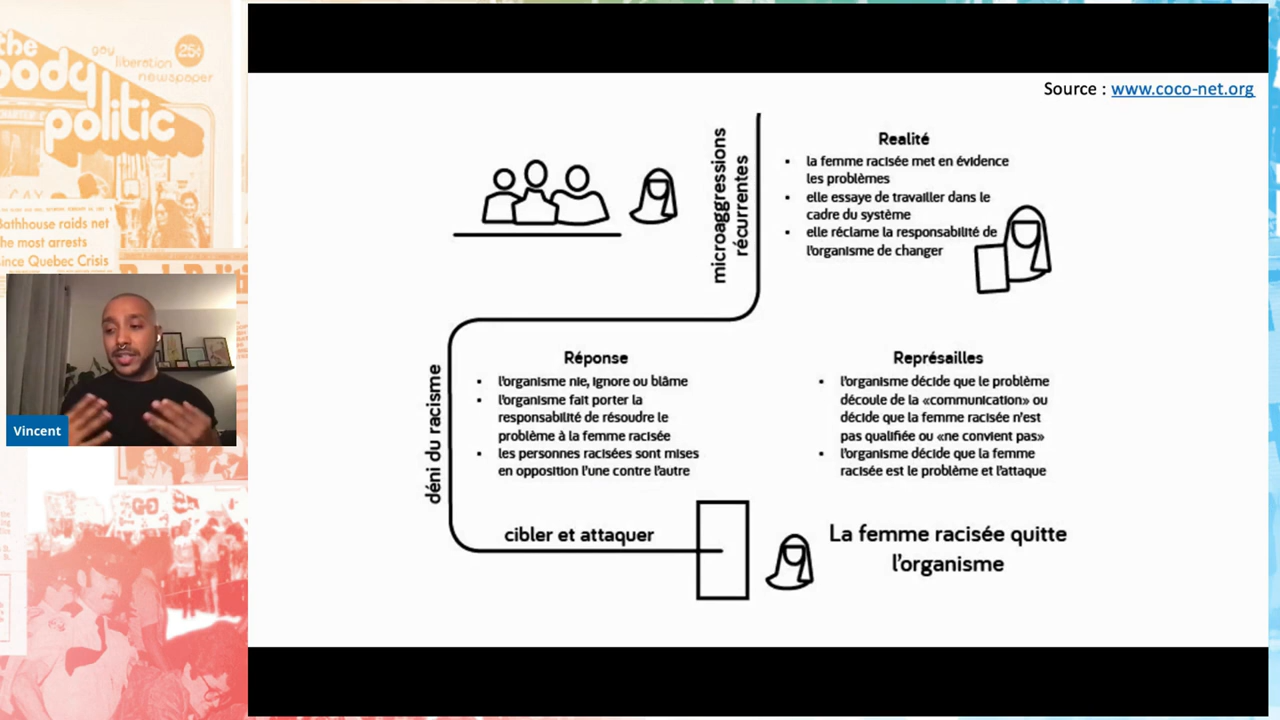 the
body
politic
gay
liberation
newspaper
25¢
Bathhouse raids net
the most arrests
since Quebec Crisis
Vincent
Source : www.coco-net.org
microaggressions
récurrentes
Realité
la femme racisée met en évidence
les problèmes
elle essaye de travailler dans le
cadre du système
elle réclame la responsabilité de
l'organisme de changer
déni du racisme
Réponse
l'organisme nie, ignore ou blâme
l'organisme fait porter la
responsabilité de résoudre le
problème à la femme racisée
les personnes racisées sont mises
en opposition l'une contre l'autre
Représailles
l'organisme décide que le problème
découle de la «communication» ou
décide que la femme racisée n'est
pas qualifiée ou «ne convient pas»
l'organisme décide que la femme
racisée est le problème et l'attaque
cibler et attaquer
La femme racisée quitte
l'organisme